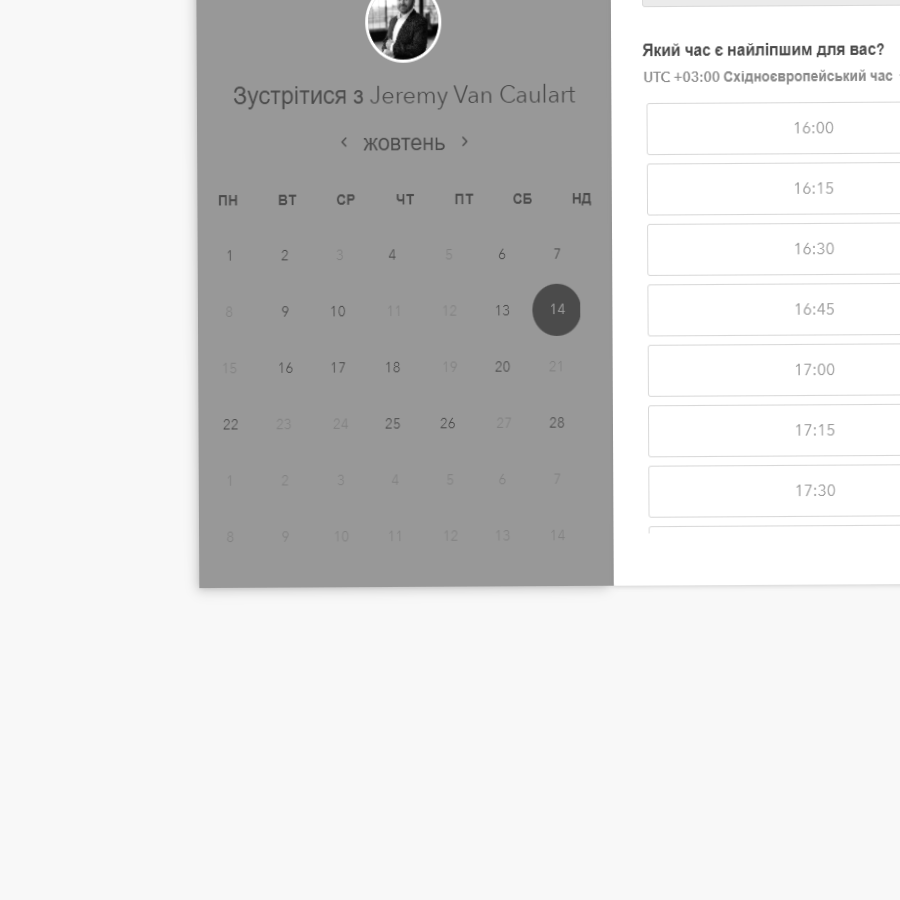 Зустрітися з Jeremy Van Caulart
‹ жовтень ›
ПН ВТ СР ЧТ ПТ СБ НД
1 2 3 4 5 6 7
8 9 10 11 12 13 14
15 16 17 18 19 20 21
22 23 24 25 26 27 28
1 2 3 4 5 6 7
8 9 10 11 12 13 14
Який час є найліпшим для вас?
UTC +03:00 Східноєвропейський час
16:00
16:15
16:30
16:45
17:00
17:15
17:30